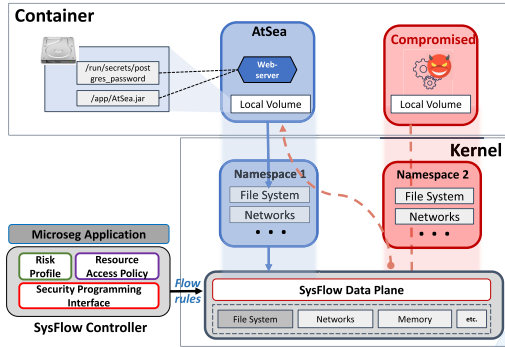 Container
AtSea
Compromised
/run/secrets/post
gres_password
/app/AtSea.jar
Web-
server
Local Volume
Local Volume
Kernel
Namespace 1
File System
Networks
• • •
Namespace 2
File System
Networks
• • •
Microseg Application
Risk
Profile
Resource
Access Policy
Security Programming
Interface
SysFlow Controller
Flow
rules
SysFlow Data Plane
File System
Networks
Memory
etc.